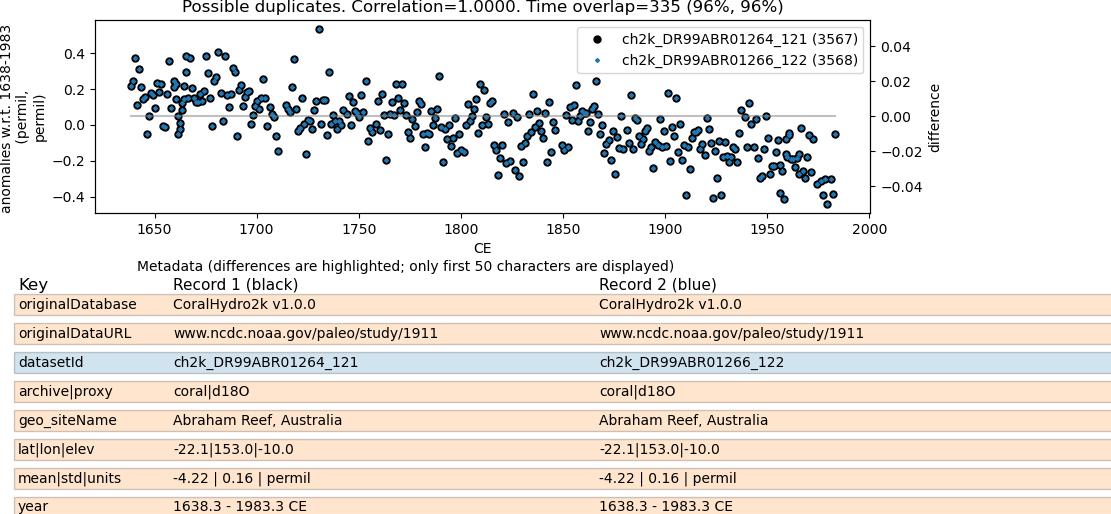 Possible duplicates. Correlation=1.0000. Time overlap=335 (96%, 96%)
anomalies w.r.t. 1638-1983
(permil,
permil)
0.4
0.2
0.0
−0.2
−0.4
ch2k_DR99ABR01264_121 (3567)
ch2k_DR99ABR01266_122 (3568)
0.04
0.02
0.00
−0.02
−0.04
difference
1650 1700 1750 1800 1850 1900 1950 2000
CE
Metadata (differences are highlighted; only first 50 characters are displayed)
Key Record 1 (black) Record 2 (blue)
originalDatabase CoralHydro2k v1.0.0 CoralHydro2k v1.0.0
originalDataURL www.ncdc.noaa.gov/paleo/study/1911 www.ncdc.noaa.gov/paleo/study/1911
datasetId ch2k_DR99ABR01264_121 ch2k_DR99ABR01266_122
archive|proxy coral|d18O coral|d18O
geo_siteName Abraham Reef, Australia Abraham Reef, Australia
lat|lon|elev -22.1|153.0|-10.0 -22.1|153.0|-10.0
mean|std|units -4.22 | 0.16 | permil -4.22 | 0.16 | permil
year 1638.3 - 1983.3 CE 1638.3 - 1983.3 CE